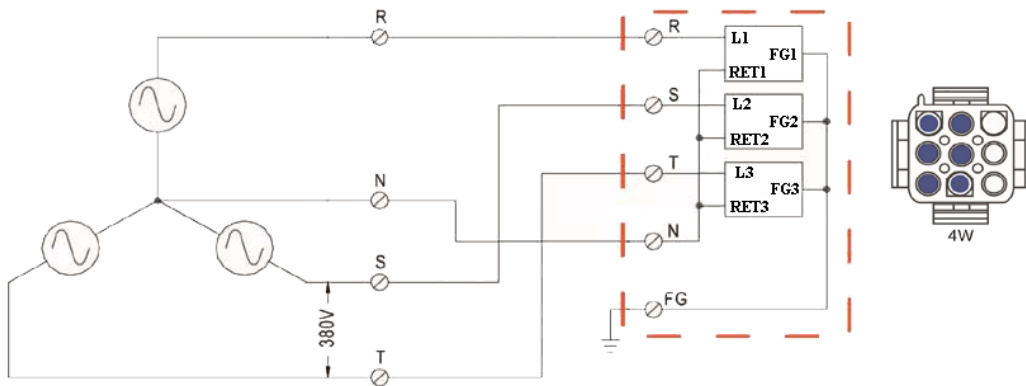 R
R
L1
FG1
RET1
S
L2
FG2
RET2
T
L3
FG3
RET3
N
N
S
380V
FG
T
4W